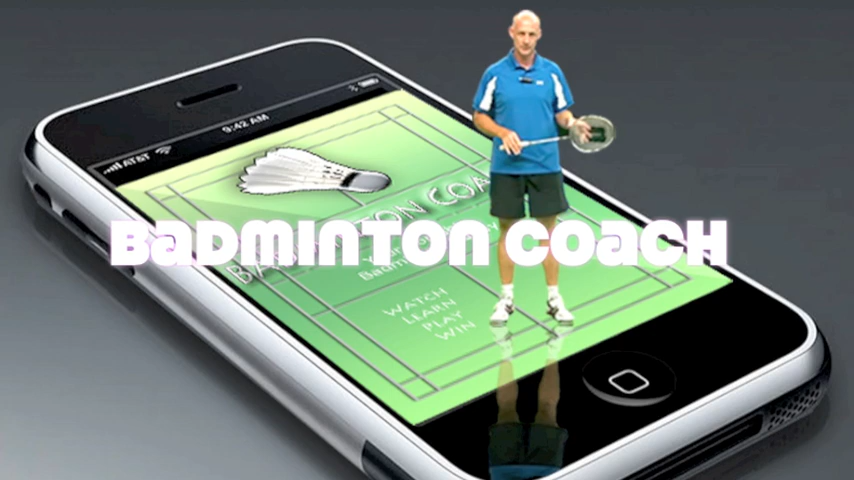 AT&T
9:42 AM
BADMINTON COA
WATCH
LEARN
PLAY
WIN
BADMINTON COACH